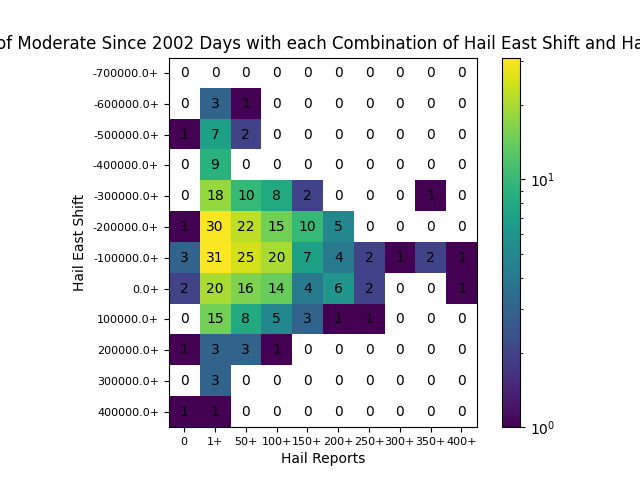 of Moderate Since 2002 Days with each Combination of Hail East Shift and Ha
-700000.0+ 0 0 0 0 0 0 0 0 0 0
-600000.0+ 0 3 1 0 0 0 0 0 0 0
-500000.0+ 1 7 2 0 0 0 0 0 0 0
-400000.0+ 0 9 0 0 0 0 0 0 0 0
-300000.0+ 0 18 10 8 2 0 0 0 1 0
-200000.0+ 1 30 22 15 10 5 0 0 0 0
-100000.0+ 3 31 25 20 7 4 2 1 2 1
0.0+ 2 20 16 14 4 6 2 0 0 1
100000.0+ 0 15 8 5 3 1 1 0 0 0
200000.0+ 1 3 3 1 0 0 0 0 0 0
300000.0+ 0 3 0 0 0 0 0 0 0 0
400000.0+ 1 1 0 0 0 0 0 0 0 0
0 1+ 50+ 100+ 150+ 200+ 250+ 300+ 350+ 400+
Hail Reports
Hail East Shift
10¹
10⁰